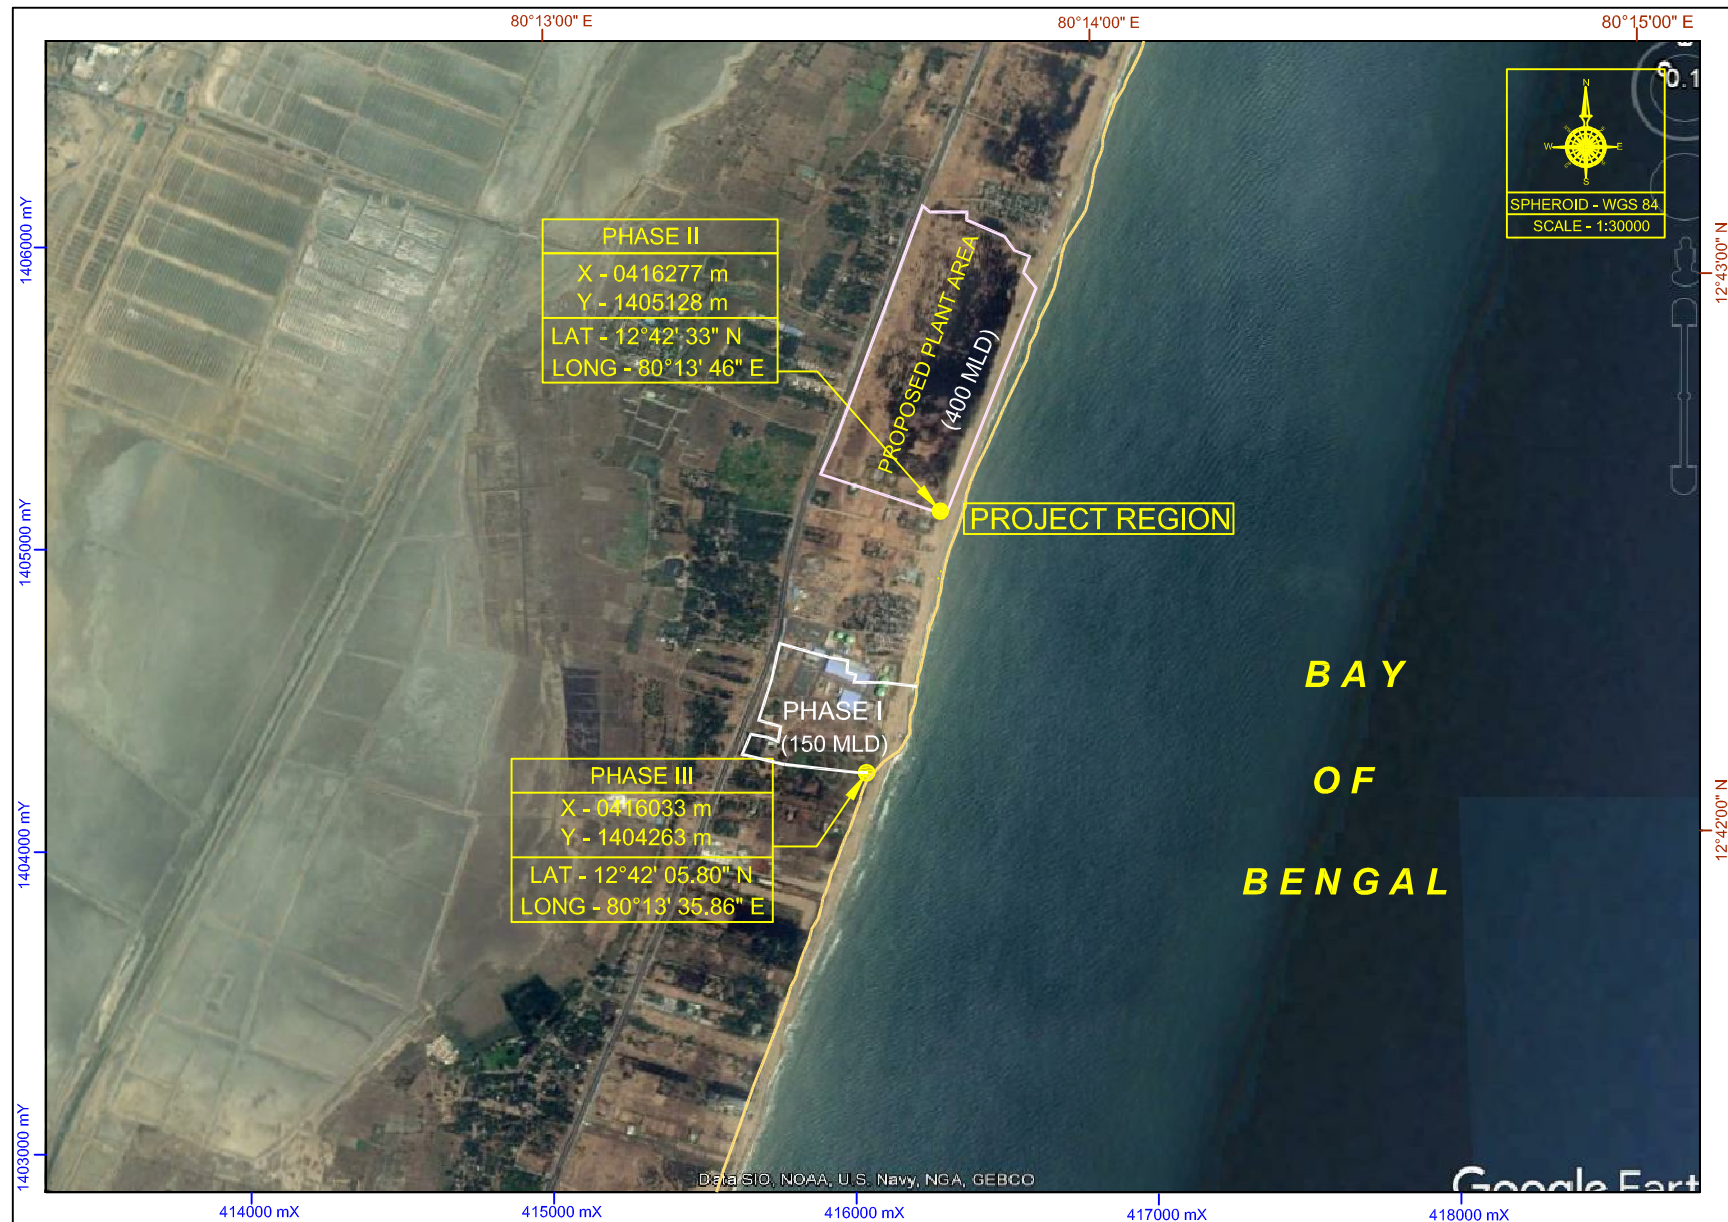 80°13'00" E
80°14'00" E
80°15'00" E
0.1
N
W
E
S
SPHEROID - WGS 84
SCALE - 1:30000
1406000 mY
1405000 mY
1404000 mY
1403000 mY
12°43'00" N
12°42'00" N
PHASE II
X - 0416277 m
Y - 1405128 m
LAT - 12°42' 33" N
LONG - 80°13' 46" E
PROPOSED PLANT AREA
(400 MLD)
PROJECT REGION
PHASE I
(150 MLD)
PHASE III
X - 0416033 m
Y - 1404263 m
LAT - 12°42' 05.80" N
LONG - 80°13' 35.86" E
BAY
OF
BENGAL
Data SIO, NOAA, U.S. Navy, NGA, GEBCO
Google Eart
414000 mX
415000 mX
416000 mX
417000 mX
418000 mX